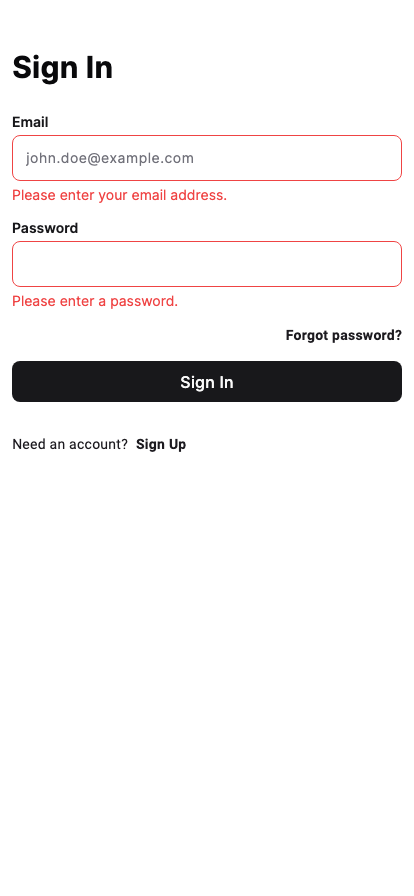 Sign In
Email
john.doe@example.com
Please enter your email address.
Password
Please enter a password.
Forgot password?
Sign In
Need an account? Sign Up